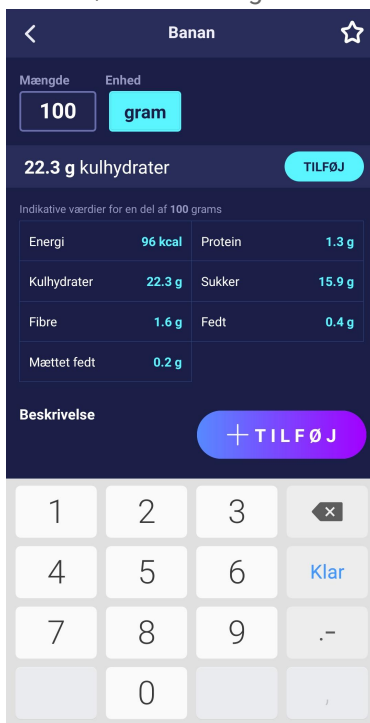 Banan
Mængde Enhed
100 gram
22.3 g kulhydrater TILFØJ
Indikative værdier for en del af 100 grams
Energi 96 kcal Protein 1.3 g
Kulhydrater 22.3 g Sukker 15.9 g
Fibre 1.6 g Fedt 0.4 g
Mættet fedt 0.2 g
Beskrivelse
+ TILFØJ
1 2 3
4 5 6 Klar
7 8 9 .-
0 ,